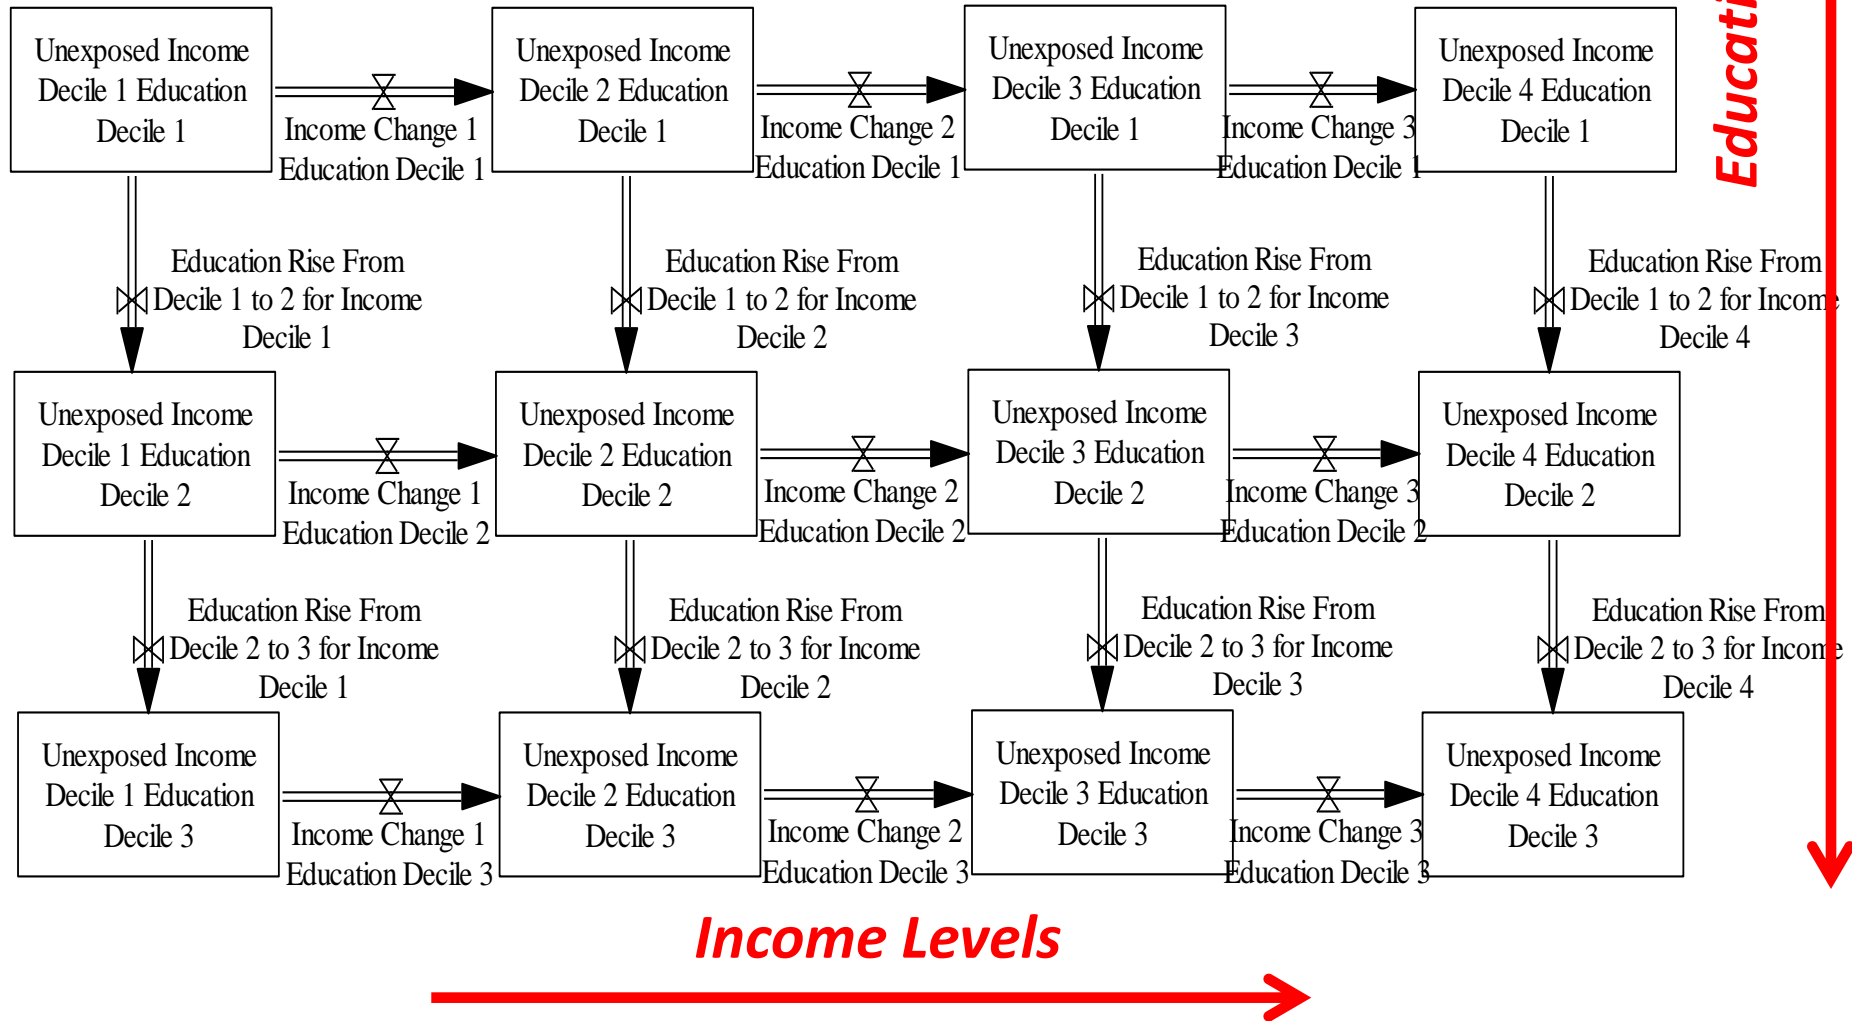 Unexposed Income
Decile 1 Education
Decile 1
Income Change 1
Education Decile 1
Unexposed Income
Decile 2 Education
Decile 1
Income Change 2
Education Decile 1
Unexposed Income
Decile 3 Education
Decile 1
Income Change 3
Education Decile 1
Unexposed Income
Decile 4 Education
Decile 1
Educati
Education Rise From
Decile 1 to 2 for Income
Decile 1
Education Rise From
Decile 1 to 2 for Income
Decile 2
Education Rise From
Decile 1 to 2 for Income
Decile 3
Education Rise From
Decile 1 to 2 for Income
Decile 4
Unexposed Income
Decile 1 Education
Decile 2
Income Change 1
Education Decile 2
Unexposed Income
Decile 2 Education
Decile 2
Income Change 2
Education Decile 2
Unexposed Income
Decile 3 Education
Decile 2
Income Change 3
Education Decile 2
Unexposed Income
Decile 4 Education
Decile 2
Education Rise From
Decile 2 to 3 for Income
Decile 1
Education Rise From
Decile 2 to 3 for Income
Decile 2
Education Rise From
Decile 2 to 3 for Income
Decile 3
Education Rise From
Decile 2 to 3 for Income
Decile 4
Unexposed Income
Decile 1 Education
Decile 3
Income Change 1
Education Decile 3
Unexposed Income
Decile 2 Education
Decile 3
Income Change 2
Education Decile 3
Unexposed Income
Decile 3 Education
Decile 3
Income Change 3
Education Decile 3
Unexposed Income
Decile 4 Education
Decile 3
Income Levels